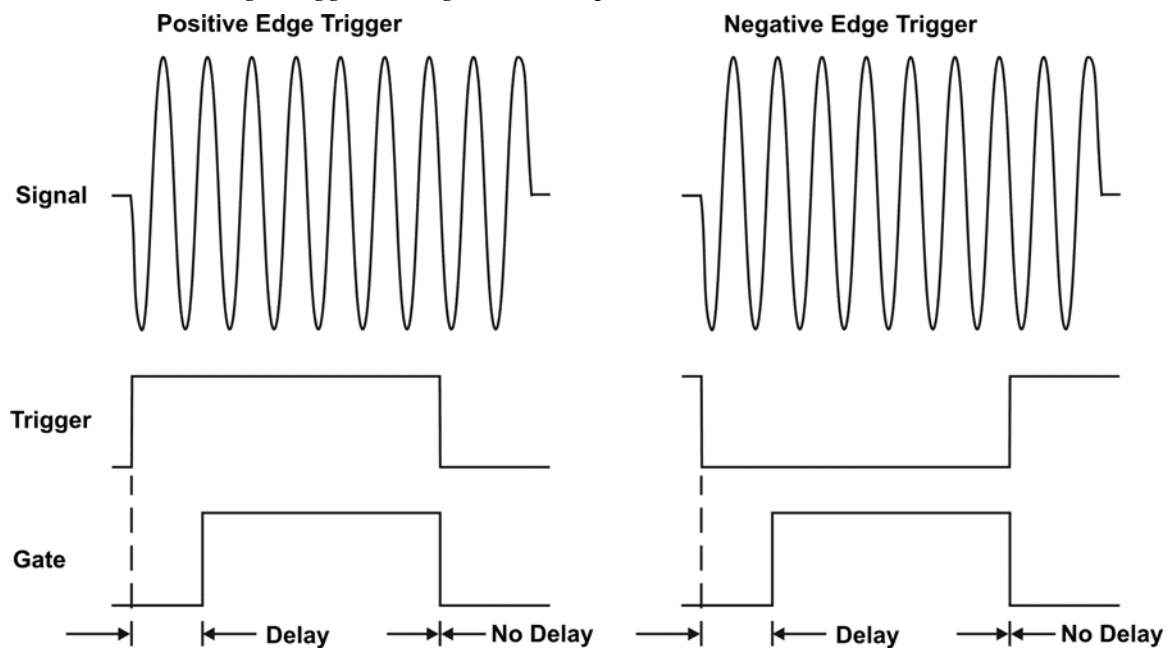 Positive Edge Trigger
Negative Edge Trigger
Signal
Trigger
Gate
Delay
No Delay
Delay
No Delay